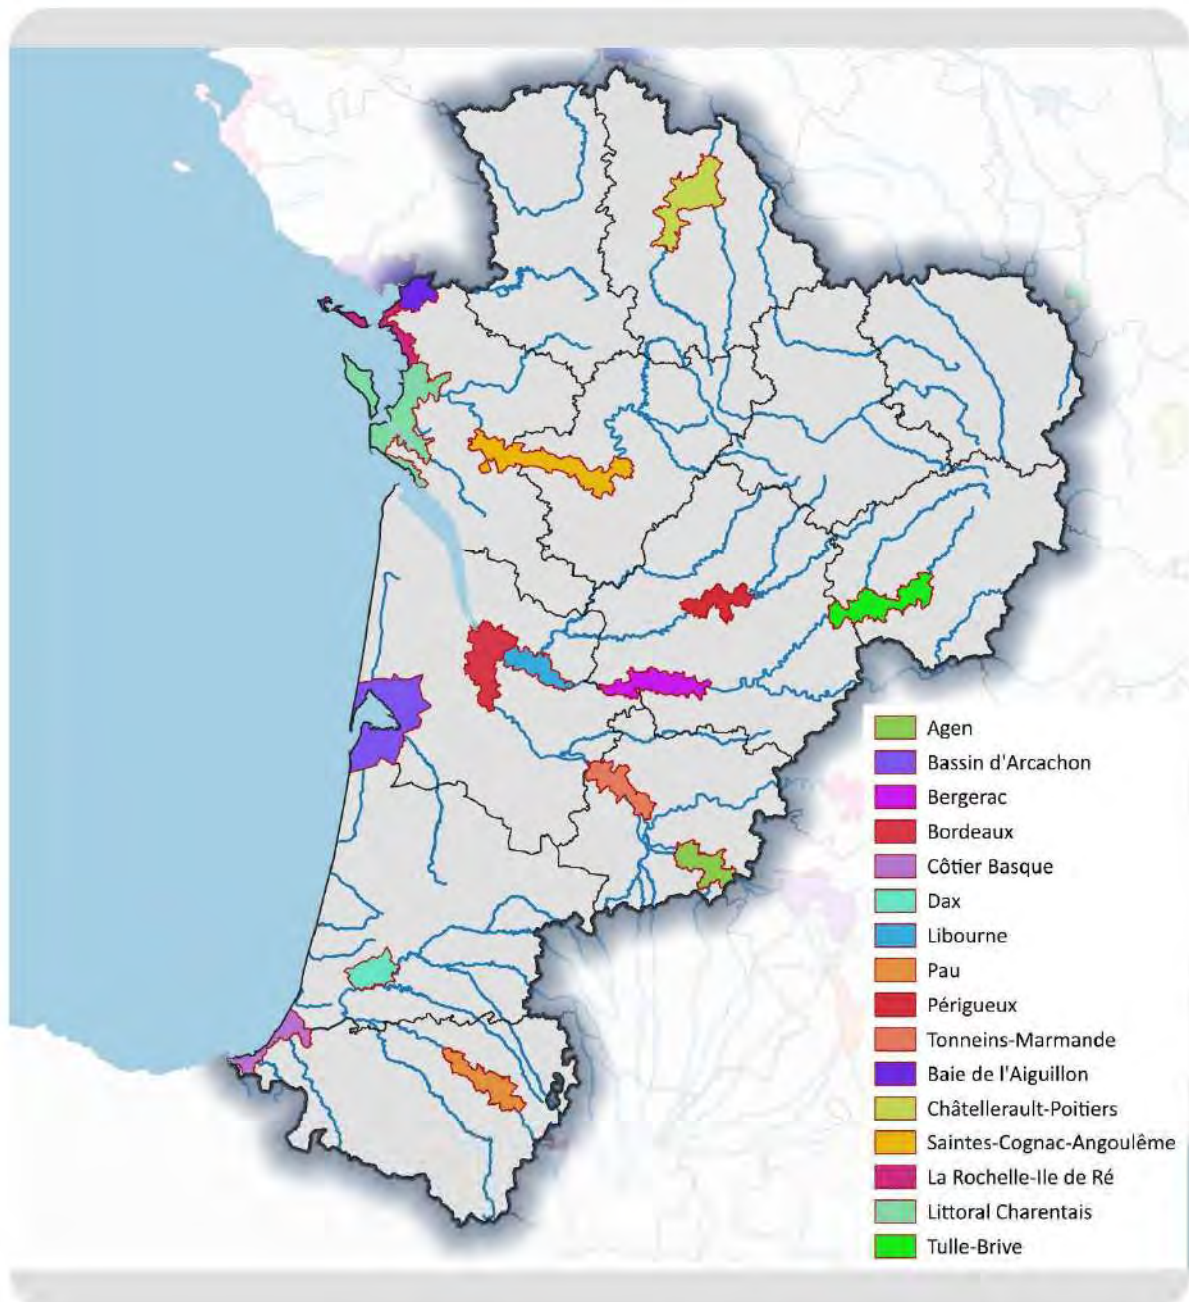 Agen
Bassin d'Arcachon
Bergerac
Bordeaux
Côtier Basque
Dax
Libourne
Pau
Périgueux
Tonneins-Marmande
Baie de l'Aiguillon
Châtellerault-Poitiers
Saintes-Cognac-Angoulême
La Rochelle-Ile de Ré
Littoral Charentais
Tulle-Brive